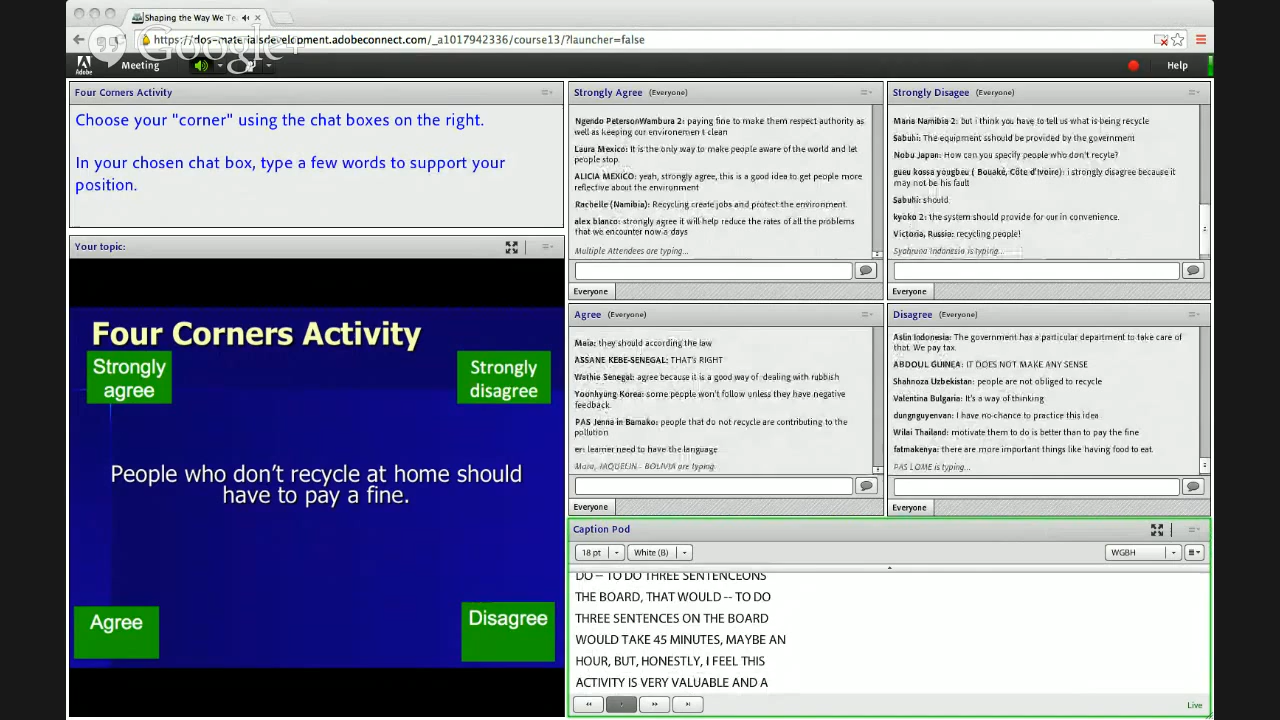 Shaping the Way We Te
https://dos-materialsdevelopment.adobeconnect.com/_a1017942336/course13/?launcher=false
Google+
Adobe
Meeting
Help
Four Corners Activity
Choose your "corner" using the chat boxes on the right.
In your chosen chat box, type a few words to support your
position.
Your topic:
Four Corners Activity
Strongly
agree
Strongly
disagree
People who don't recycle at home should
have to pay a fine.
Agree
Disagree
Strongly Agree (Everyone)
Ngendo PetersonWambura 2: paying fine to make them respect authority as
well as keeping our environement clean
Laura Mexico: It is the only way to make people aware of the world and let
people stop.
ALICIA MEXICO: yeah, strongly agree, this is a good idea to get people more
reflective about the environment
Rachelle (Namibia): Recycling create jobs and protect the environment.
alex blanco: strongly agree it will help reduce the rates of all the problems
that we encounter now a days
Multiple Attendees are typing...
Everyone
Strongly Disagee (Everyone)
Maria Namibia 2: but i think you have to tell us what is being recycle
Sabuhi: The equipment sshould be provided by the government
Nobu Japan: How can you specify people who don't recytle?
gueu kossa yougbeu ( Bouaké, Côte d'Ivoire): i strongly disagree because it
may not be his fault
Sabuhi: should
kyoko 2: the system should provide for our in convenience.
Victoria, Russia: recycling people!
Indonesia is typing...
Everyone
Agree (Everyone)
Maia: they should according the law
ASSANE KEBE-SENEGAL: THAT's RIGHT
Wathie Senegal: agree because it is a good way of dealing with rubbish
Yoonhyung Korea: some people won't follow unless they have negative
feedback.
PAS Jenna in Bamako: people that do not recycle are contributing to the
pollution
eri learner need to have the language
Maia, JAQUELIN - BOLIVIA are typing.
Everyone
Disagree (Everyone)
Astin Indonesia: The government has a particular department to take care of
that. We pay tax.
ABDOUL GUINEA: IT DOES NOT MAKE ANY SENSE
Shahnoza Uzbekistan: people are not obliged to recycle
Valentina Bulgaria: It's a way of thinking
dungnguyenvan: I have no chance to practice this idea
Wilai Thailand: motivate them to do is better than to pay the fine
fatmakenya: there are more important things like having food to eat.
PAS LOME is typing...
Everyone
Caption Pod
18 pt
White (B)
WGBH
DO -- TO DO THREE SENTENCEONS
THE BOARD, THAT WOULD -- TO DO
THREE SENTENCES ON THE BOARD
WOULD TAKE 45 MINUTES, MAYBE AN
HOUR, BUT, HONESTLY, I FEEL THIS
ACTIVITY IS VERY VALUABLE AND A
Live